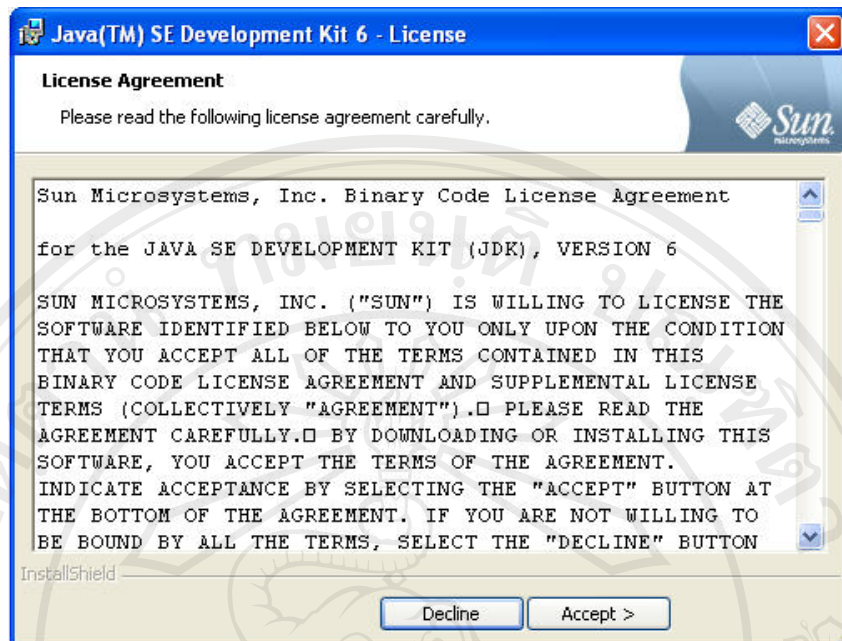 Java(TM) SE Development Kit 6 - License
License Agreement
Please read the following license agreement carefully.
Sun
microsystems
Sun Microsystems, Inc. Binary Code License Agreement
for the JAVA SE DEVELOPMENT KIT (JDK), VERSION 6
SUN MICROSYSTEMS, INC. ("SUN") IS WILLING TO LICENSE THE
SOFTWARE IDENTIFIED BELOW TO YOU ONLY UPON THE CONDITION
THAT YOU ACCEPT ALL OF THE TERMS CONTAINED IN THIS
BINARY CODE LICENSE AGREEMENT AND SUPPLEMENTAL LICENSE
TERMS (COLLECTIVELY "AGREEMENT").□ PLEASE READ THE
AGREEMENT CAREFULLY.□ BY DOWNLOADING OR INSTALLING THIS
SOFTWARE, YOU ACCEPT THE TERMS OF THE AGREEMENT.
INDICATE ACCEPTANCE BY SELECTING THE "ACCEPT" BUTTON AT
THE BOTTOM OF THE AGREEMENT. IF YOU ARE NOT WILLING TO
BE BOUND BY ALL THE TERMS, SELECT THE "DECLINE" BUTTON
InstallShield
Decline
Accept >